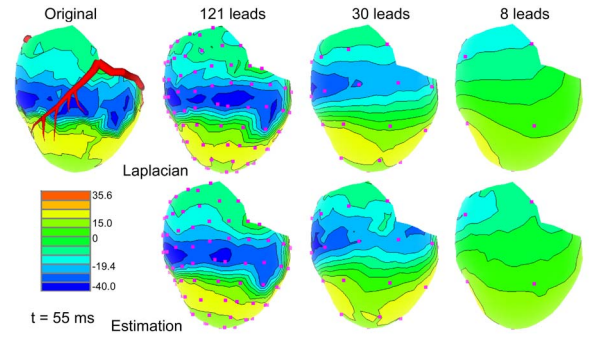 Original 121 leads 30 leads 8 leads
Laplacian
35.6
15.0
0
-19.4
-40.0
t = 55 ms
Estimation